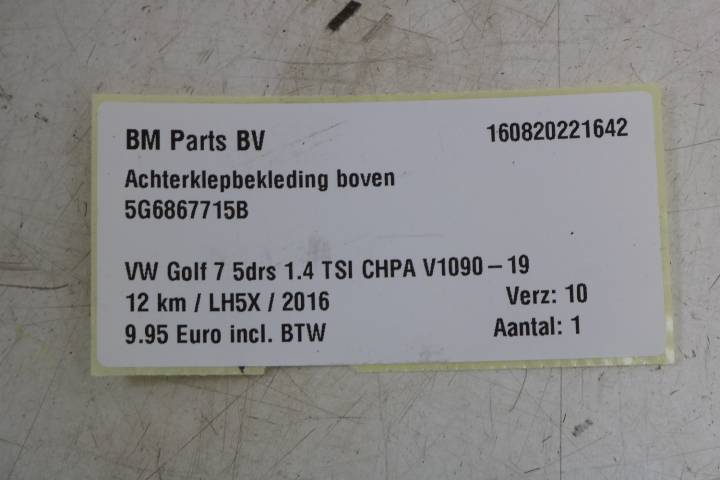 BM Parts BV 160820221642
Achterklepbekleding boven
5G6867715B
VW Golf 7 5drs 1.4 TSI CHPA V1090 – 19
12 km / LH5X / 2016 Verz: 10
9.95 Euro incl. BTW Aantal: 1